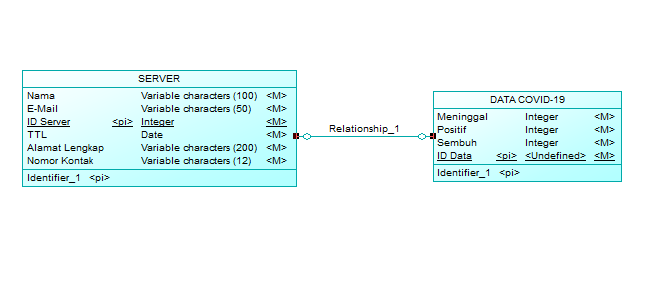 SERVER
Nama Variable characters (100) <M>
E-Mail Variable characters (50) <M>
ID Server <pi> Integer <M>
TTL Date <M>
Alamat Lengkap Variable characters (200) <M>
Nomor Kontak Variable characters (12) <M>
Identifier_1 <pi>
Relationship_1
DATA COVID-19
Meninggal Integer <M>
Positif Integer <M>
Sembuh Integer <M>
ID Data <pi> <Undefined> <M>
Identifier_1 <pi>